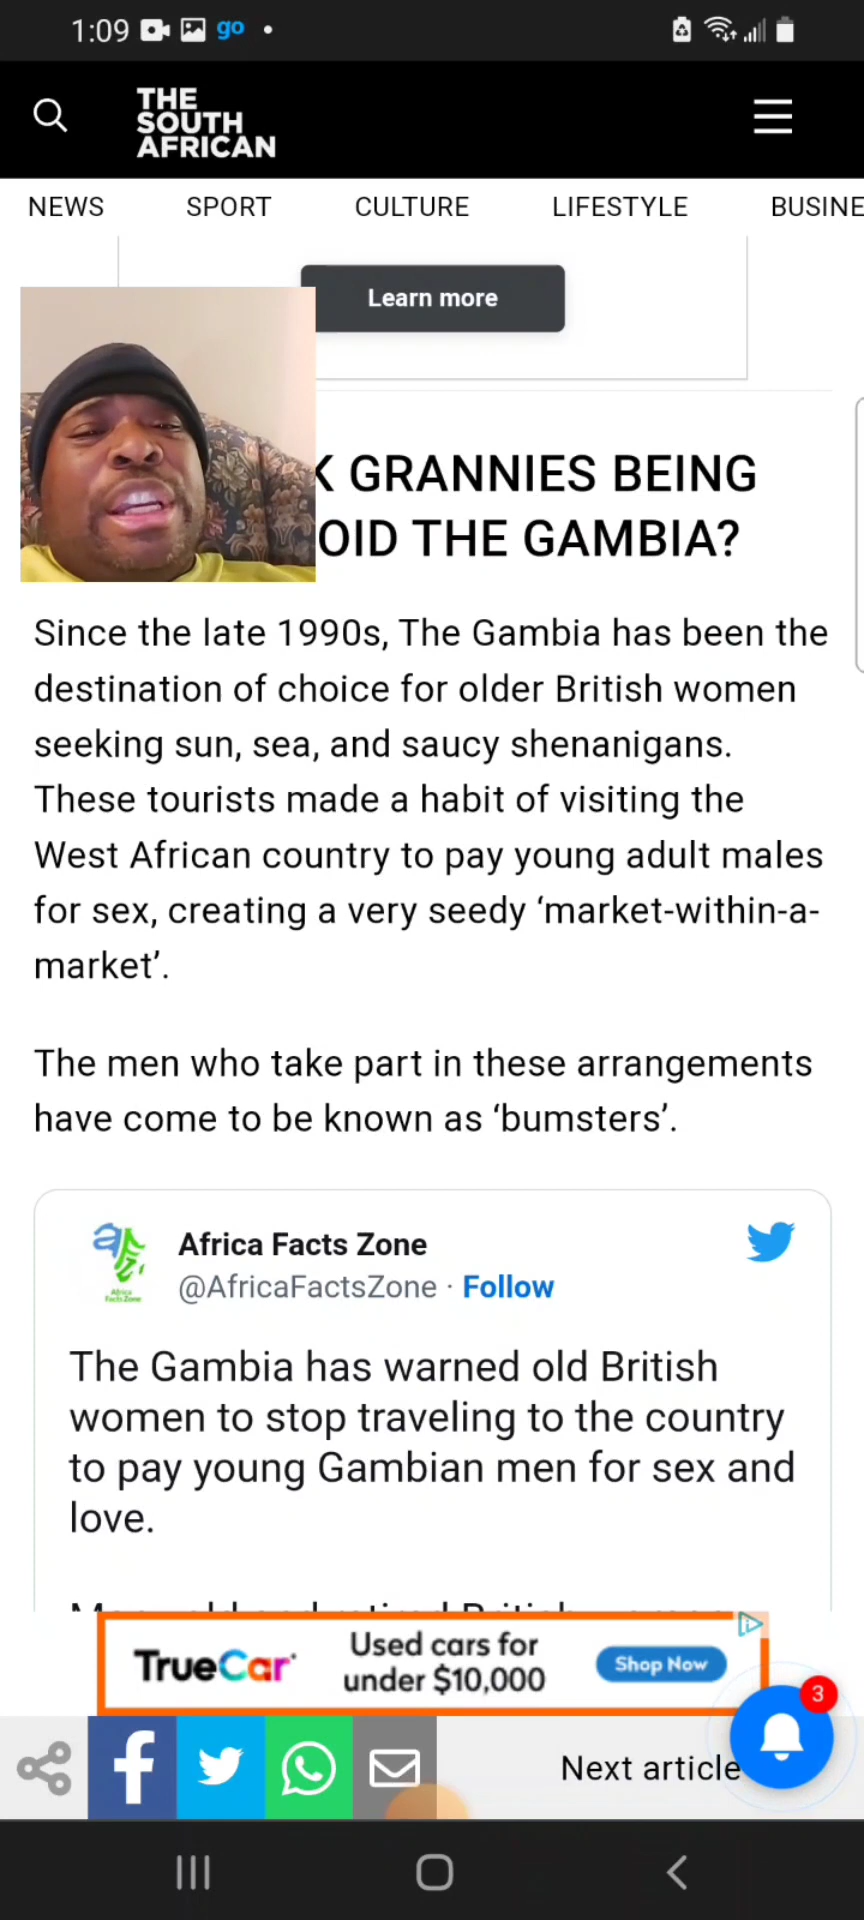 1:09
go
THE
SOUTH
AFRICAN
NEWS SPORT CULTURE LIFESTYLE BUSINE
Learn more
K GRANNIES BEING
OID THE GAMBIA?
Since the late 1990s, The Gambia has been the
destination of choice for older British women
seeking sun, sea, and saucy shenanigans.
These tourists made a habit of visiting the
West African country to pay young adult males
for sex, creating a very seedy ‘market-within-a-
market’.
The men who take part in these arrangements
have come to be known as ‘bumsters’.
Africa Facts Zone
@AfricaFactsZone · Follow
The Gambia has warned old British
women to stop traveling to the country
to pay young Gambian men for sex and
love.
TrueCar
Used cars for
under $10,000
Shop Now
3
Next article